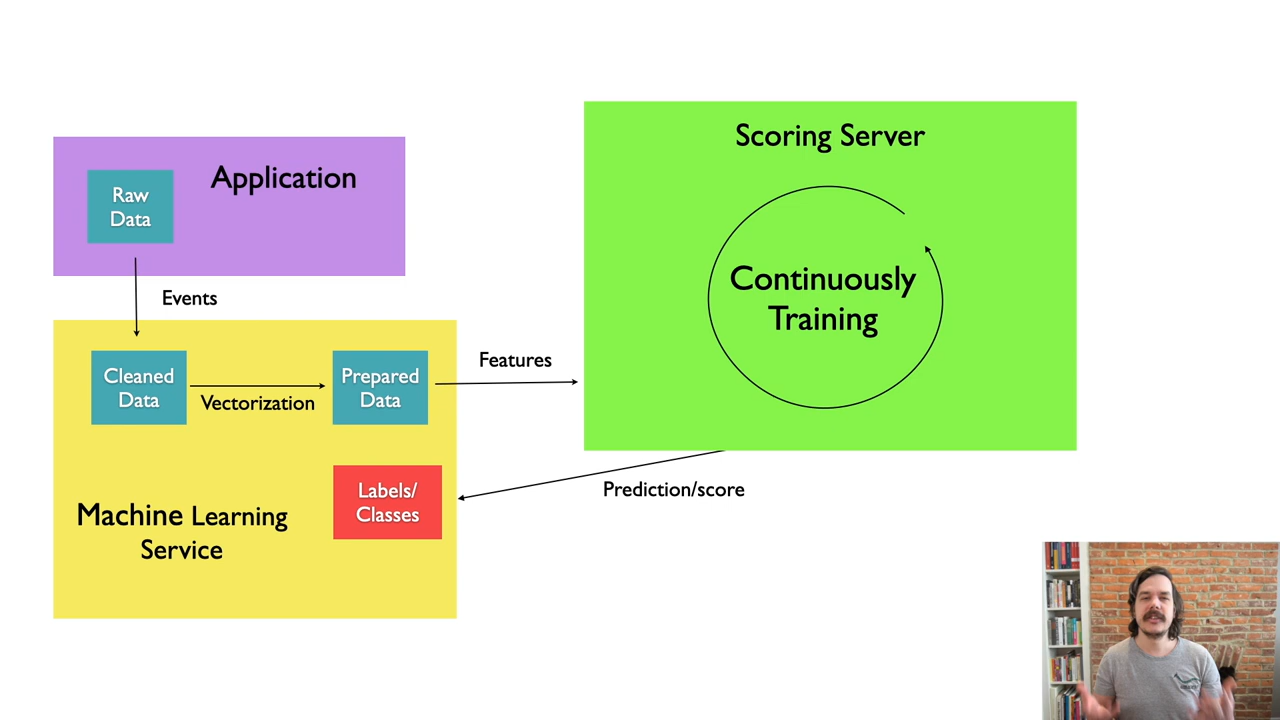 Scoring Server
Application
Raw
Data
Continuously
Training
Events
Features
Cleaned
Data
Vectorization
Prepared
Data
Labels/
Classes
Prediction/score
Machine Learning
Service